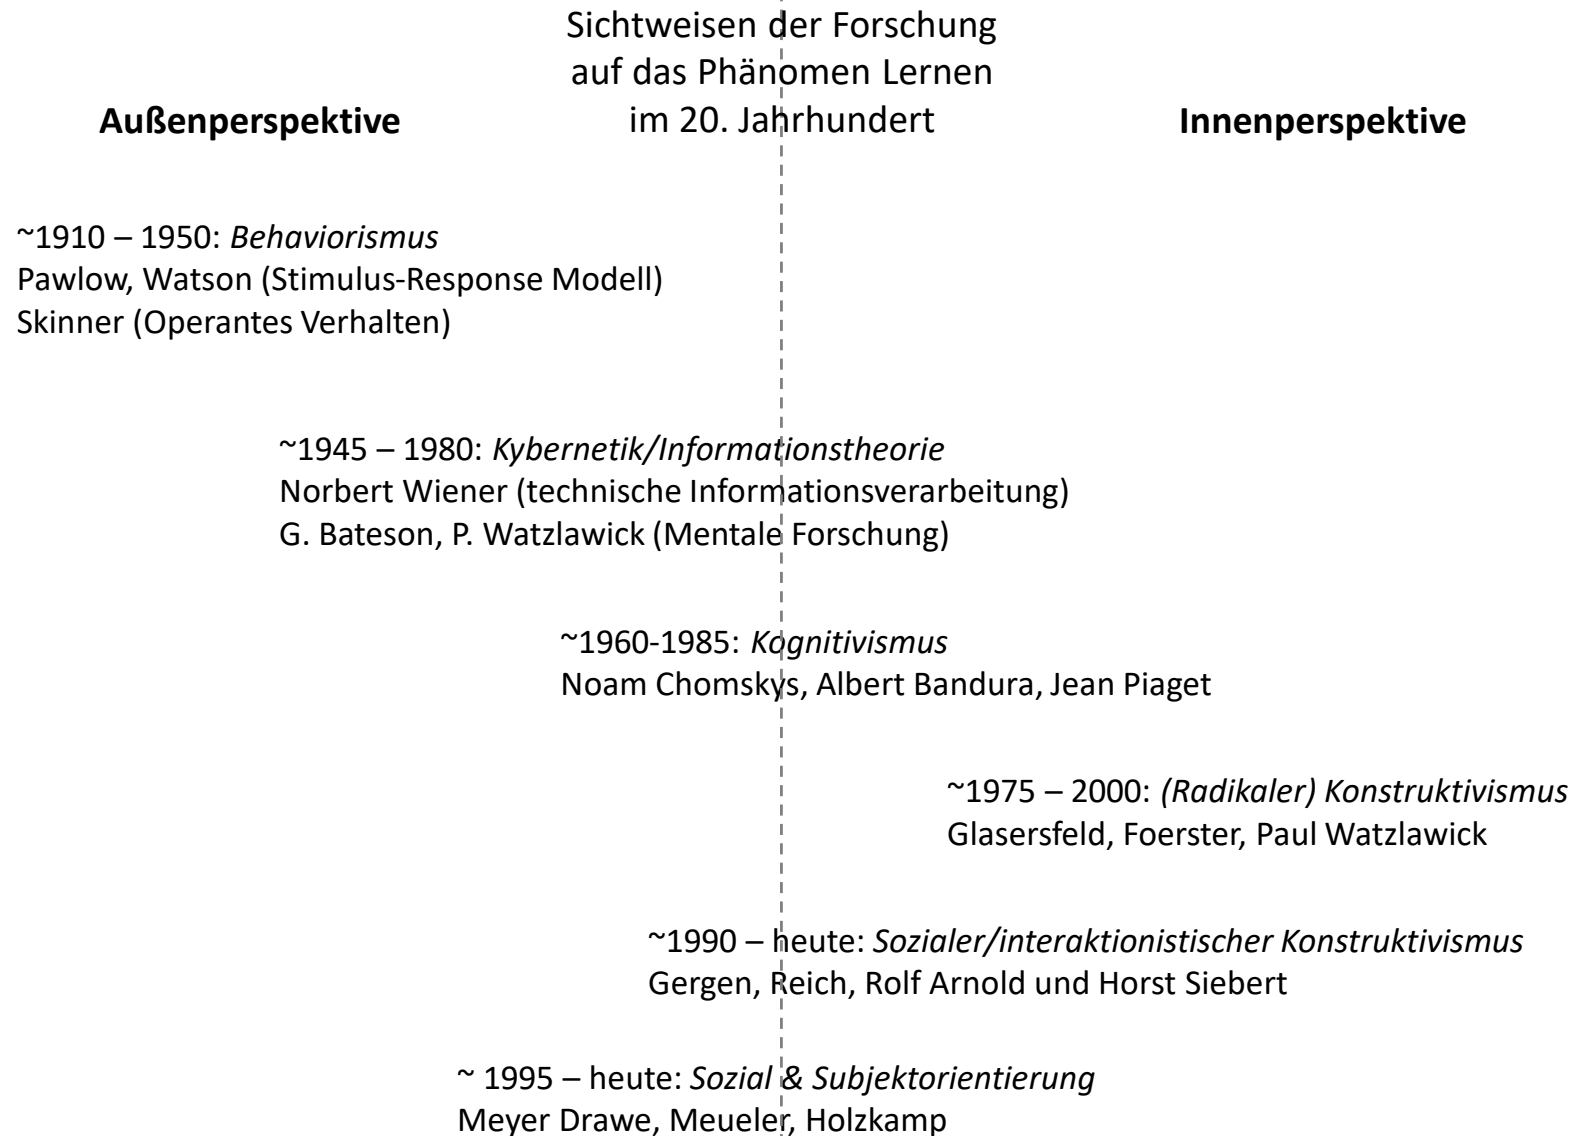 Sichtweisen der Forschung
auf das Phänomen Lernen
im 20. Jahrhundert
Außenperspektive
Innenperspektive
~1910 – 1950: Behaviorismus
Pawlow, Watson (Stimulus-Response Modell)
Skinner (Operantes Verhalten)
~1945 – 1980: Kybernetik/Informationstheorie
Norbert Wiener (technische Informationsverarbeitung)
G. Bateson, P. Watzlawick (Mentale Forschung)
~1960-1985: Kognitivismus
Noam Chomskys, Albert Bandura, Jean Piaget
~1975 – 2000: (Radikaler) Konstruktivismus
Glasersfeld, Foerster, Paul Watzlawick
~1990 – heute: Sozialer/interaktionistischer Konstruktivismus
Gergen, Reich, Rolf Arnold und Horst Siebert
~ 1995 – heute: Sozial & Subjektorientierung
Meyer Drawe, Meueler, Holzkamp